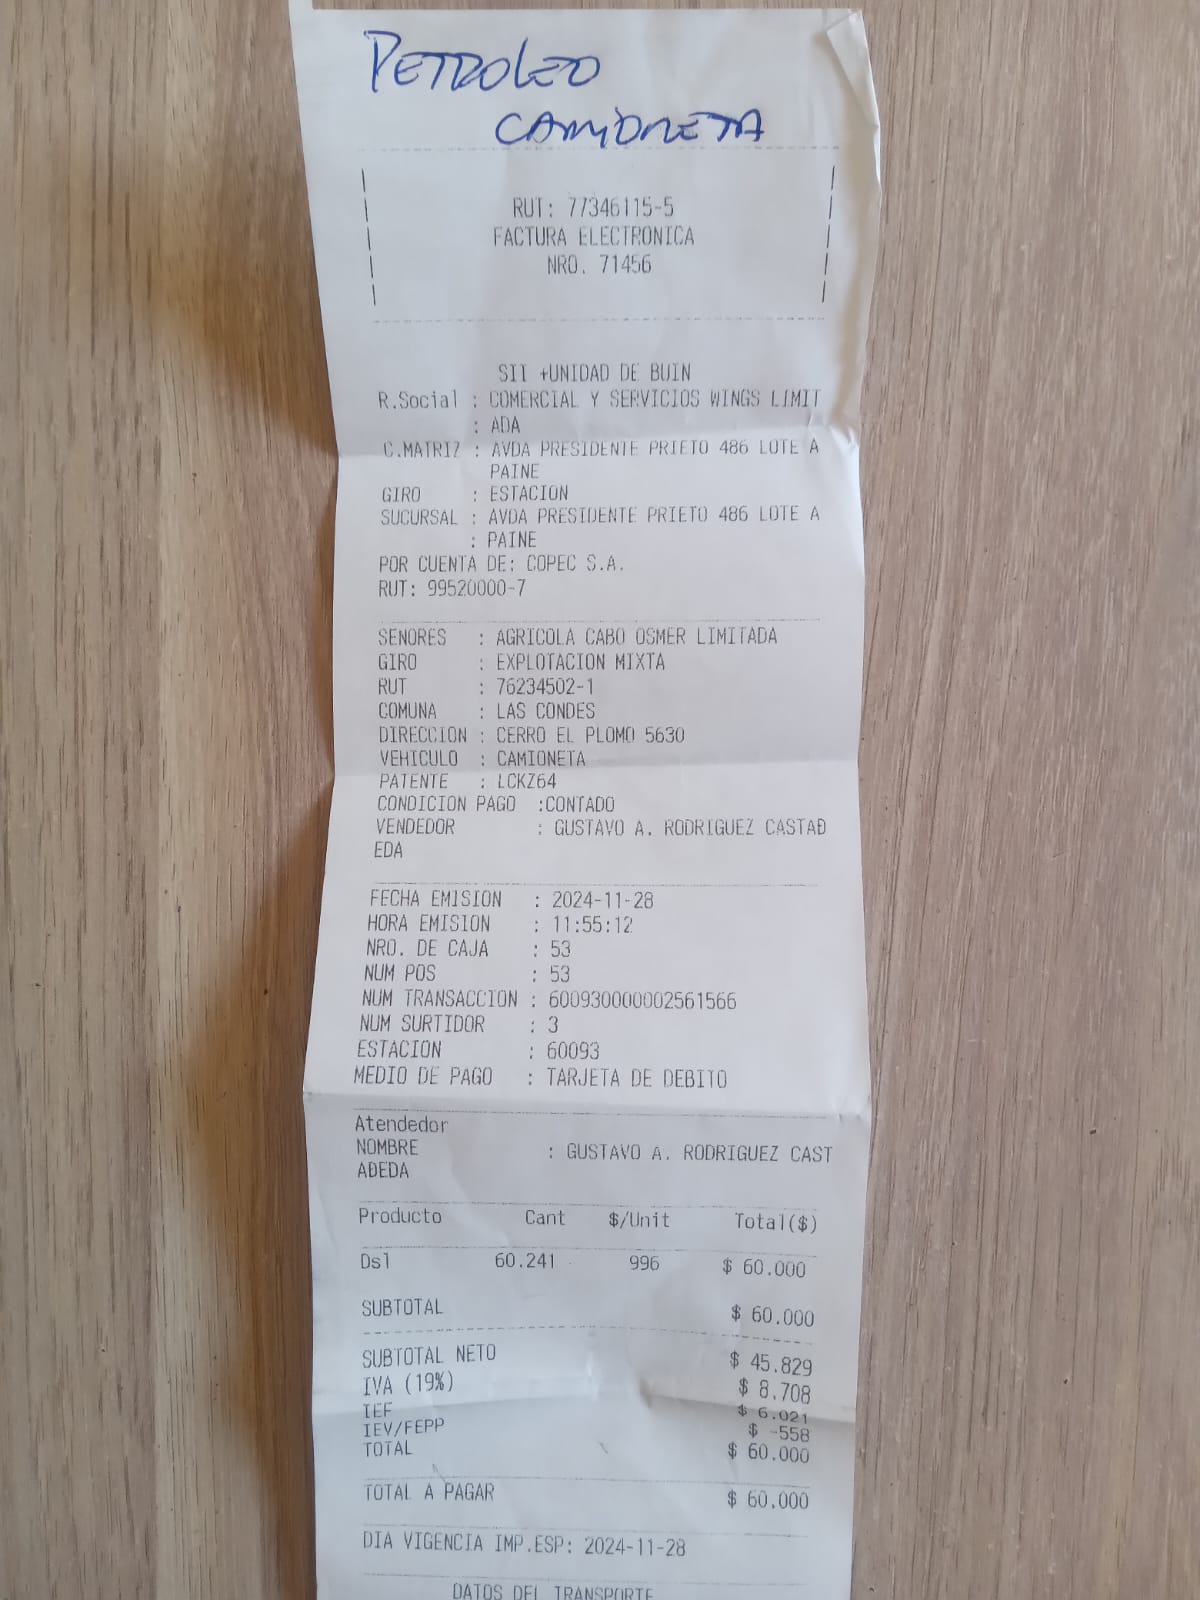 PETROLEO
CAMIONETA
RUT: 77346115-5
FACTURA ELECTRONICA
NRO. 71456
SII +UNIDAD DE BUIN
R.Social : COMERCIAL Y SERVICIOS WINGS LIMIT
: ADA
C.MATRIZ : AVDA PRESIDENTE PRIETO 486 LOTE A
PAINE
GIRO : ESTACION
SUCURSAL : AVDA PRESIDENTE PRIETO 486 LOTE A
: PAINE
POR CUENTA DE: COPEC S.A.
RUT: 99520000-7
SENORES : AGRICOLA CABO OSMER LIMITADA
GIRO : EXPLOTACION MIXTA
RUT : 76234502-1
COMUNA : LAS CONDES
DIRECCION : CERRO EL PLOMO 5630
VEHICULO : CAMIONETA
PATENTE : LCKZ64
CONDICION PAGO :CONTADO
VENDEDOR : GUSTAVO A. RODRIGUEZ CASTAÐ
EDA
FECHA EMISION : 2024-11-28
HORA EMISION : 11:55:12
NRO. DE CAJA : 53
NUM POS : 53
NUM TRANSACCION : 600930000002561566
NUM SURTIDOR : 3
ESTACION : 60093
MEDIO DE PAGO : TARJETA DE DEBITO
Atendedor
NOMBRE : GUSTAVO A. RODRIGUEZ CAST
AÐEDA
Producto Cant $/Unit Total($)
Dsl 60.241 996 $ 60.000
SUBTOTAL $ 60.000
SUBTOTAL NETO $ 45.829
IVA (19%) $ 8.708
IEF $ 6.021
IEV/FEPP $ -558
TOTAL $ 60.000
TOTAL A PAGAR $ 60.000
DIA VIGENCIA IMP.ESP: 2024-11-28
DATOS DEL TRANSPORTE